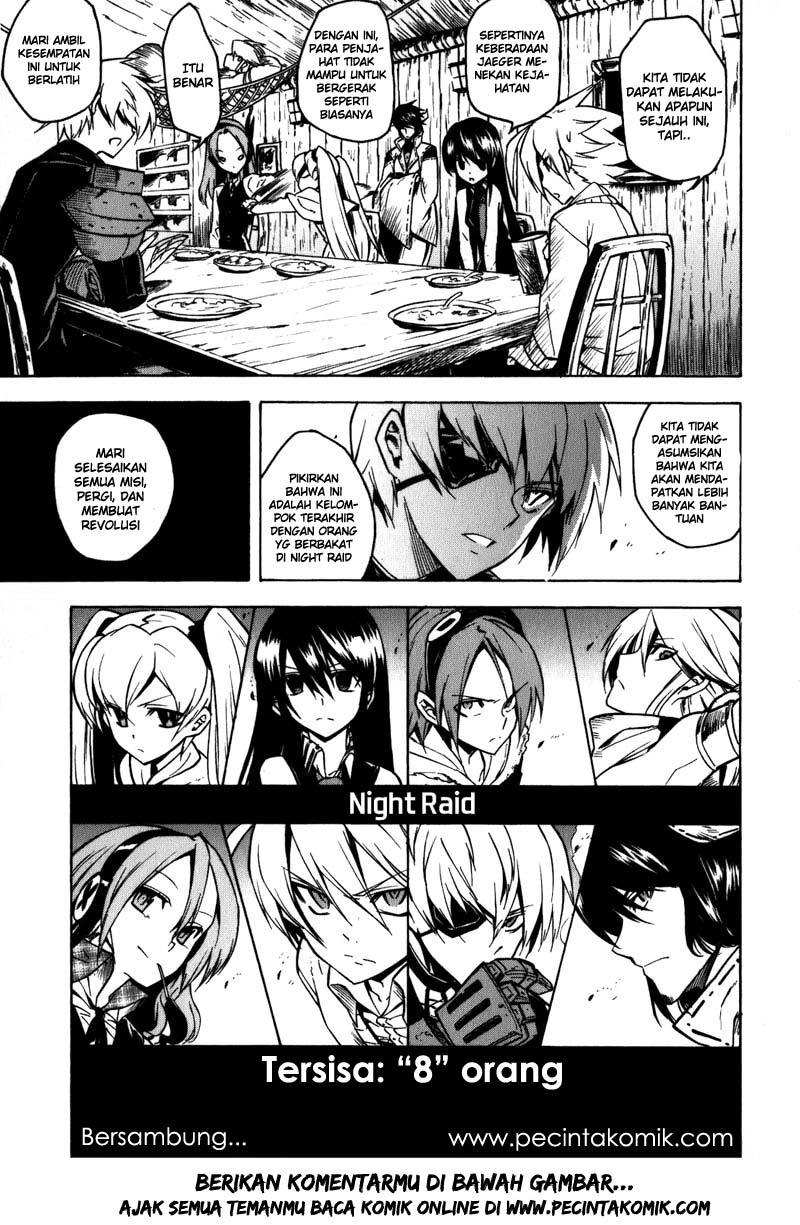 KITA TIDAK
DAPAT MELAKU-
KAN APAPUN
SEJAUH INI,
TAPI..
SEPERTINYA
KEBERADAAN
JAEGER ME-
NEKAN KEJA-
HATAN
DENGAN INI,
PARA PENJA-
HAT TIDAK
MAMPU UNTUK
BERGERAK
SEPERTI
BIASANYA
ITU
BENAR
MARI AMBIL
KESEMPATAN
INI UNTUK
BERLATIH
KITA TIDAK
DAPAT MENG-
ASUMSIKAN
BAHWA KITA
AKAN MENDA-
PATKAN LEBIH
BANYAK BAN-
TUAN
PIKIRKAN
BAHWA INI
ADALAH KELOM-
POK TERAKHIR
DENGAN ORANG
YG BERBAKAT
DI NIGHT RAID
MARI
SELESAIKAN
SEMUA MISI,
PERGI, DAN
MEMBUAT
REVOLUSI
Night Raid
Tersisa: “8” orang
Bersambung...
www.pecintakomik.com
BERIKAN KOMENTARMU DI BAWAH GAMBAR...
AJAK SEMUA TEMANMU BACA KOMIK ONLINE DI WWW.PECINTAKOMIK.COM